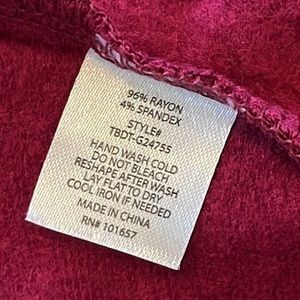 96% RAYON
4% SPANDEX
STYLE#
TBDT-G24755
HAND WASH COLD
DO NOT BLEACH
RESHAPE AFTER WASH
LAY FLAT TO DRY
COOL IRON IF NEEDED
MADE IN CHINA
RN# 101657